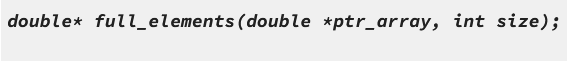 double* full_elements(double *ptr_array, int size);